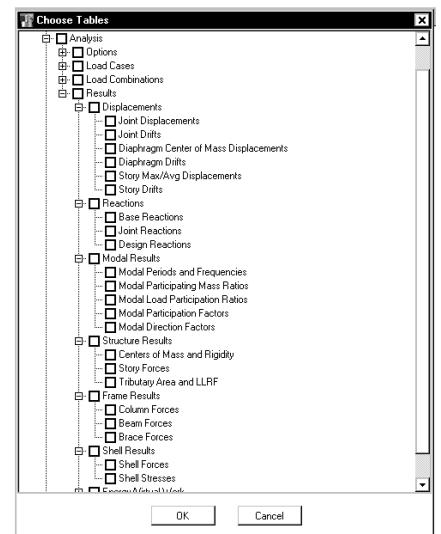 Choose Tables
Analysis
Options
Load Cases
Load Combinations
Results
Displacements
Joint Displacements
Joint Drifts
Diaphragm Center of Mass Displacements
Diaphragm Drifts
Story Max/Avg Displacements
Story Drifts
Reactions
Base Reactions
Joint Reactions
Design Reactions
Modal Results
Modal Periods and Frequencies
Modal Participating Mass Ratios
Modal Load Participation Ratios
Modal Participation Factors
Modal Direction Factors
Structure Results
Centers of Mass and Rigidity
Story Forces
Tributary Area and LLRF
Frame Results
Column Forces
Beam Forces
Brace Forces
Shell Results
Shell Forces
Shell Stresses
Energy/Virtual Work
OK Cancel